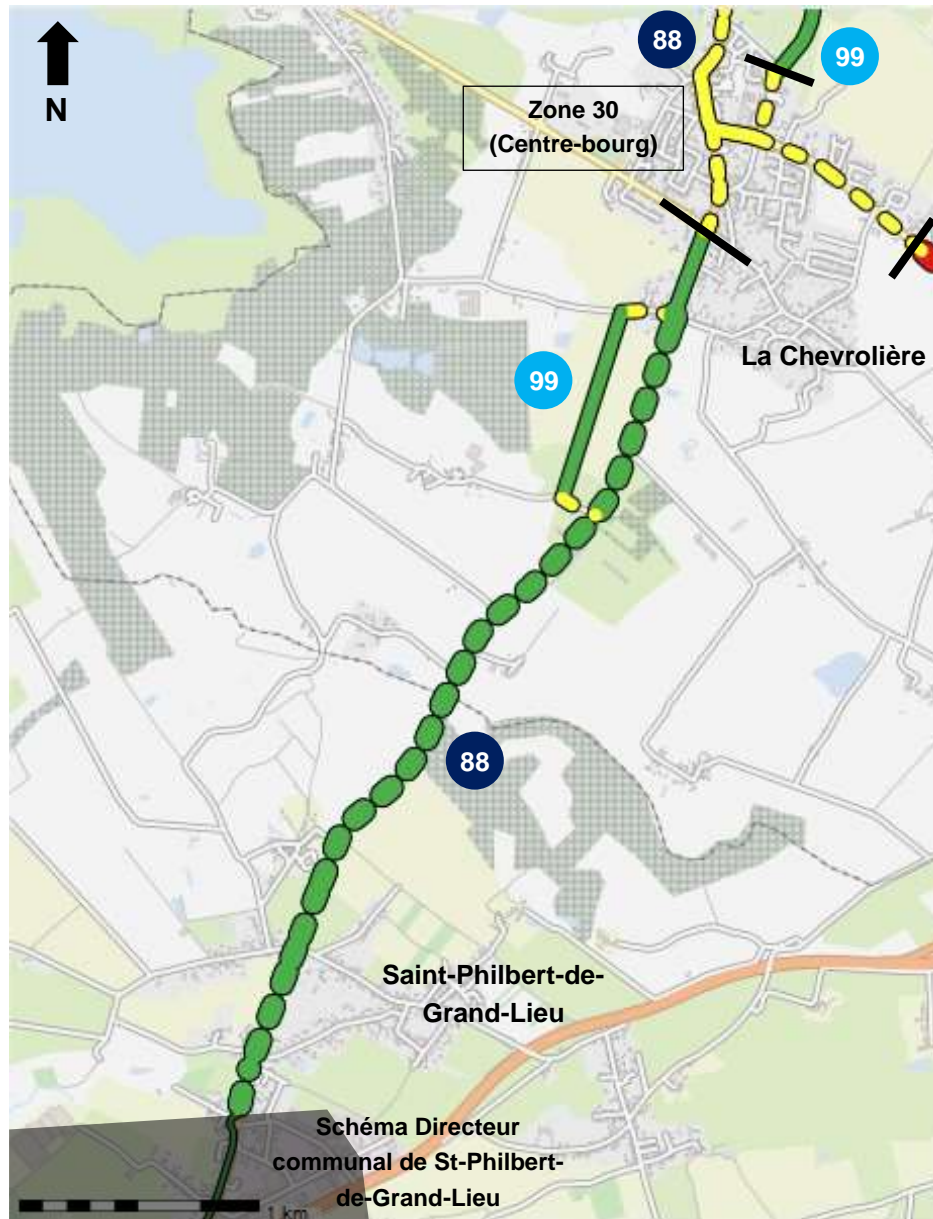 88
99
N
Zone 30
(Centre-bourg)
La Chevrolière
99
88
Saint-Philbert-de-
Grand-Lieu
Schéma Directeur
communal de St-Philbert-
de-Grand-Lieu
1 km